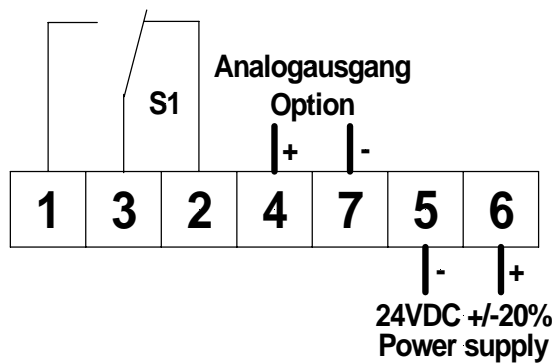 Analogausgang
Option
S1
+ -
1 3 2 4 7 5 6
- +
24VDC +/-20%
Power supply